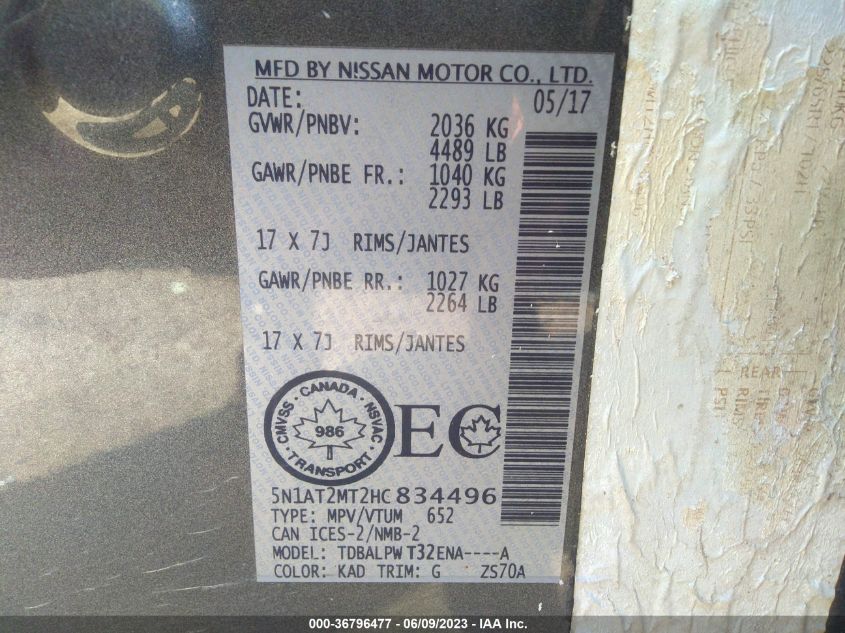 MFD BY NISSAN MOTOR CO., LTD.
DATE: 05/17
GVWR/PNBV: 2036 KG
4489 LB
GAWR/PNBE FR.: 1040 KG
2293 LB
17 X 7J RIMS/JANTES
GAWR/PNBE RR.: 1027 KG
2264 LB
17 X 7J RIMS/JANTES
CANADA
CMVSS · NSVAC
986
TRANSPORT
EC
5N1AT2MT2HC834496
TYPE: MPV/VTUM 652
CAN ICES-2/NMB-2
MODEL: TDBALPW T32ENA----A
COLOR: KAD TRIM: G ZS70A
REAR
000-36796477 - 06/09/2023 - IAA Inc.